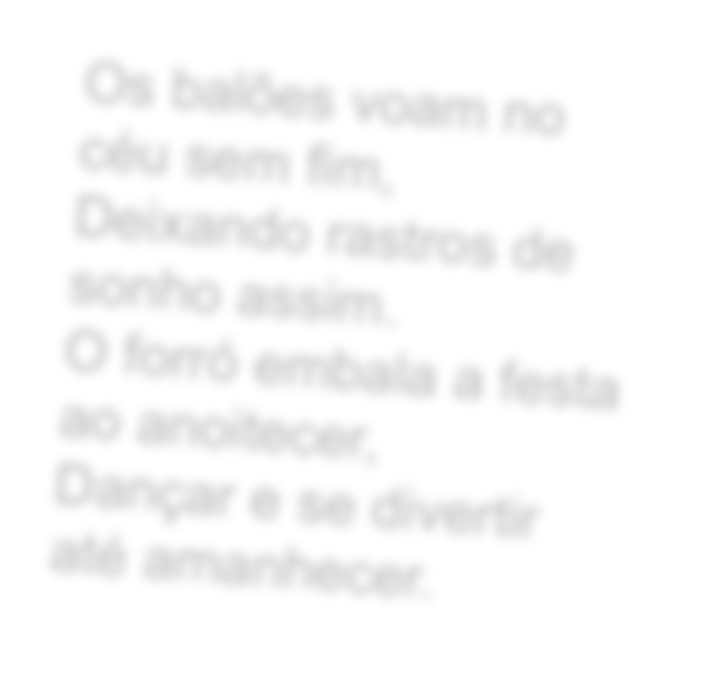 Os balões voam no
céu sem fim,
Deixando rastros de
sonho assim.
O forró embala a festa
ao anoitecer,
Dançar e se divertir
até amanhecer.